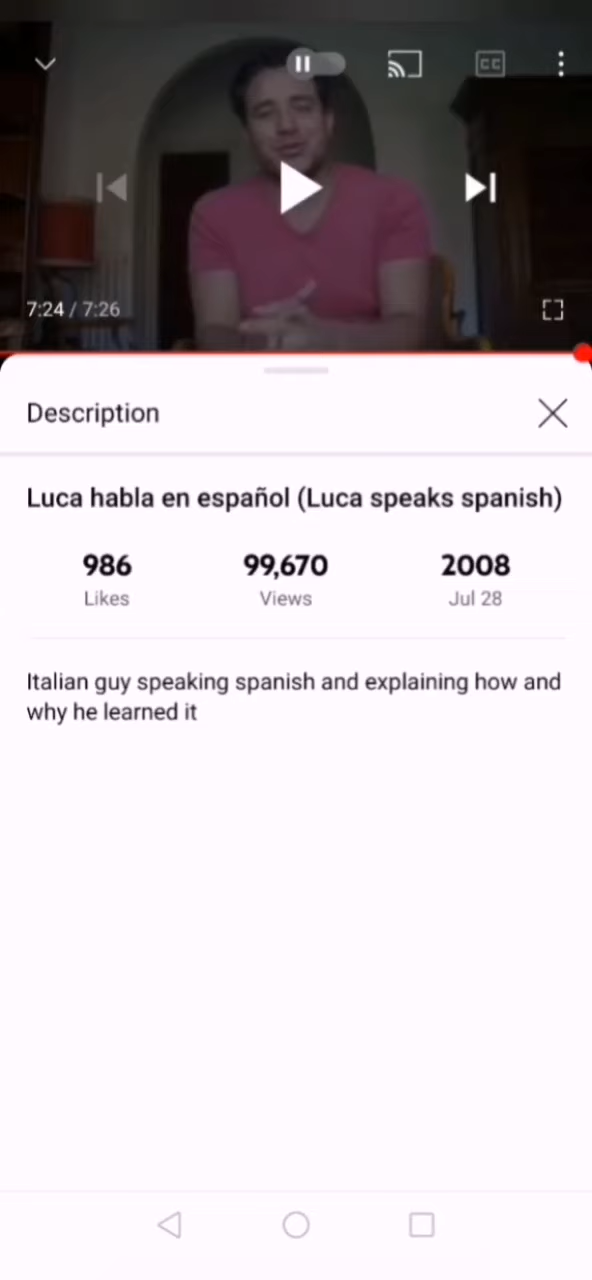 CC
7:24 / 7:26
Description
Luca habla en español (Luca speaks spanish)
986 99,670 2008
Likes Views Jul 28
Italian guy speaking spanish and explaining how and
why he learned it